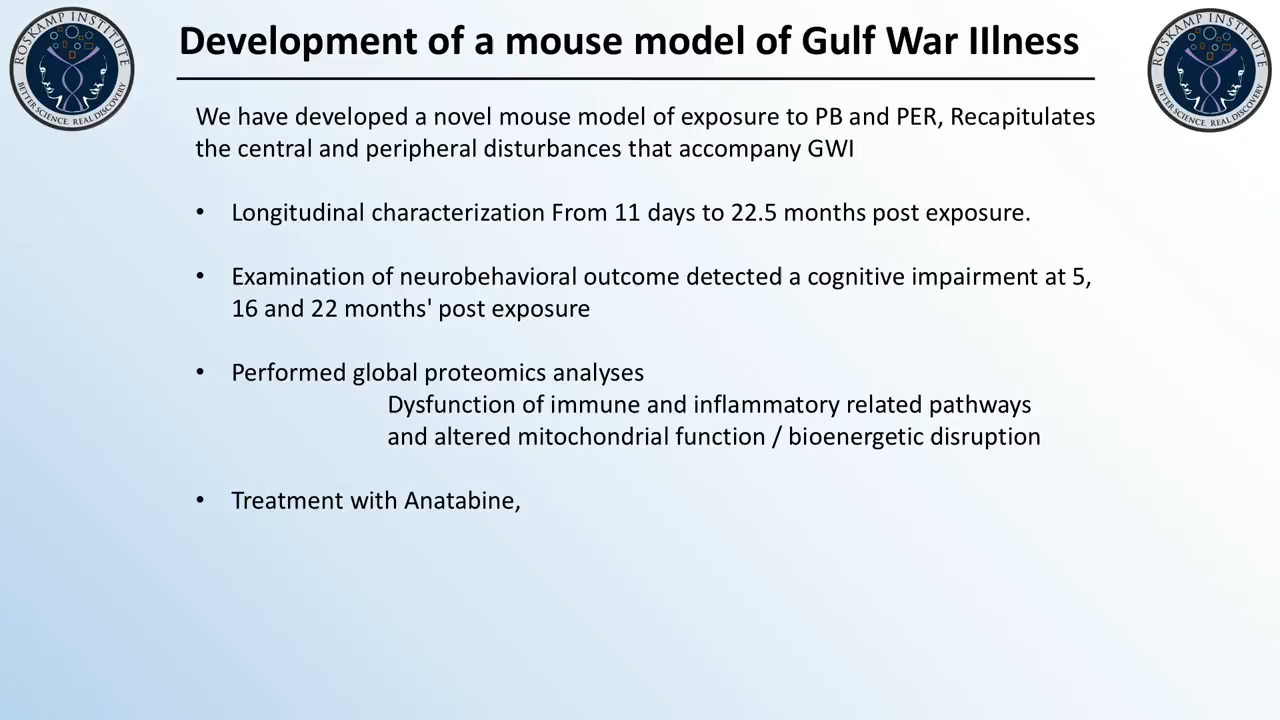 Development of a mouse model of Gulf War IIlness
We have developed a novel mouse model of exposure to PB and PER, Recapitulates
the central and peripheral disturbances that accompany GWI
• Longitudinal characterization From 11 days to 22.5 months post exposure.
• Examination of neurobehavioral outcome detected a cognitive impairment at 5,
16 and 22 months' post exposure
• Performed global proteomics analyses
Dysfunction of immune and inflammatory related pathways
and altered mitochondrial function / bioenergetic disruption
• Treatment with Anatabine,
ROSKAMP INSTITUTE
BETTER SCIENCE. REAL DISCOVERY
ROSKAMP INSTITUTE
BETTER SCIENCE. REAL DISCOVERY